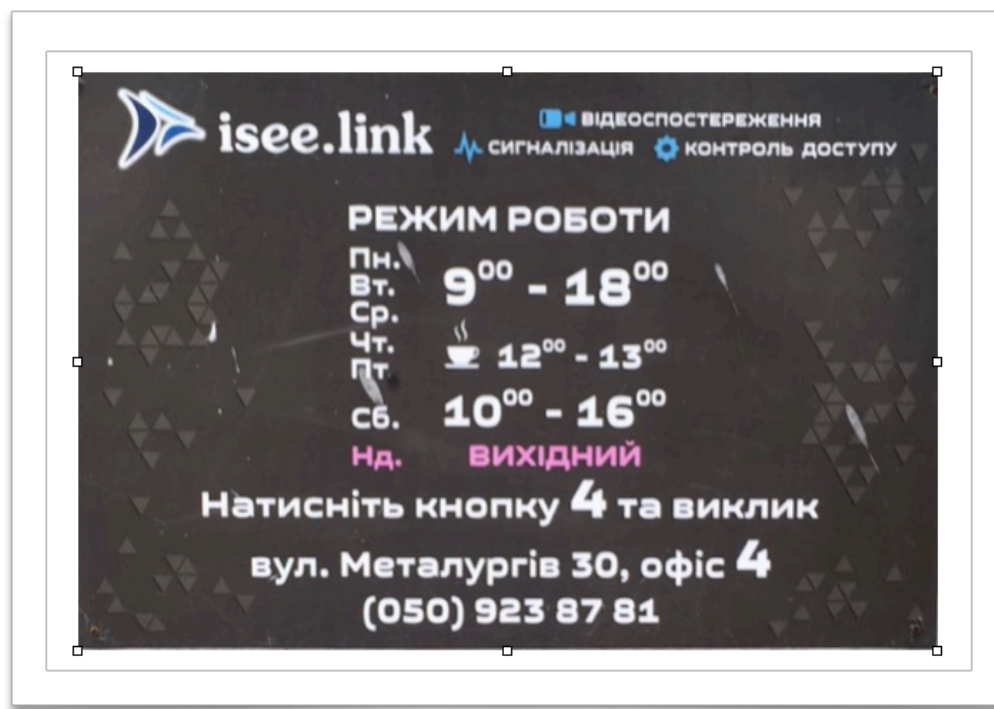 isee.link
ВІДЕОСПОСТЕРЕЖЕННЯ
СИГНАЛІЗАЦІЯ КОНТРОЛЬ ДОСТУПУ
РЕЖИМ РОБОТИ
Пн.
Вт.
Ср.
Чт.
Пт
9⁰⁰ - 18⁰⁰
12⁰⁰ - 13⁰⁰
Сб. 10⁰⁰ - 16⁰⁰
Нд. ВИХІДНИЙ
Натисніть кнопку 4 та виклик
вул. Металургів 30, офіс 4
(050) 923 87 81